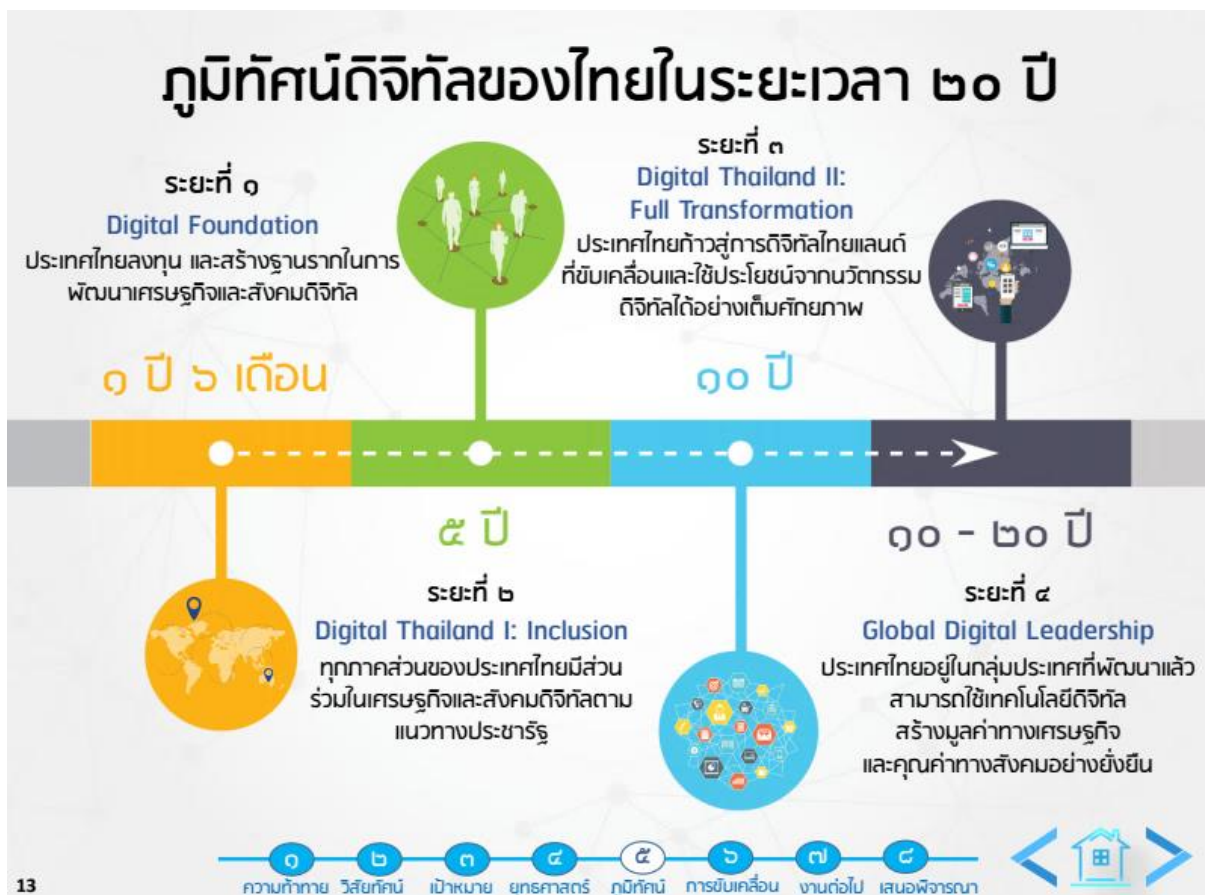 ภูมิทัศน์ดิจิทัลของไทยในระยะเวลา ๒๐ ปี
ระยะที่ ๑
Digital Foundation
ประเทศไทยลงทุน และสร้างฐานรากในการ
พัฒนาเศรษฐกิจและสังคมดิจิทัล
๑ ปี ๖ เดือน
๕ ปี
ระยะที่ ๒
Digital Thailand I: Inclusion
ทุกภาคส่วนของประเทศไทยมีส่วน
ร่วมในเศรษฐกิจและสังคมดิจิทัลตาม
แนวทางประชารัฐ
ระยะที่ ๓
Digital Thailand II:
Full Transformation
ประเทศไทยก้าวสู่การดิจิทัลไทยแลนด์
ที่ขับเคลื่อนและใช้ประโยชน์จากนวัตกรรม
ดิจิทัลได้อย่างเต็มศักยภาพ
๑๐ ปี
๑๐ - ๒๐ ปี
ระยะที่ ๔
Global Digital Leadership
ประเทศไทยอยู่ในกลุ่มประเทศที่พัฒนาแล้ว
สามารถใช้เทคโนโลยีดิจิทัล
สร้างมูลค่าทางเศรษฐกิจ
และคุณค่าทางสังคมอย่างยั่งยืน
๑ ๒ ๓ ๔ ๕ ๖ ๗ ๘
ความท้าทาย วิสัยทัศน์ เป้าหมาย ยุทธศาสตร์ ภูมิทัศน์ การขับเคลื่อน งานต่อไป เสนอพิจารณา
13